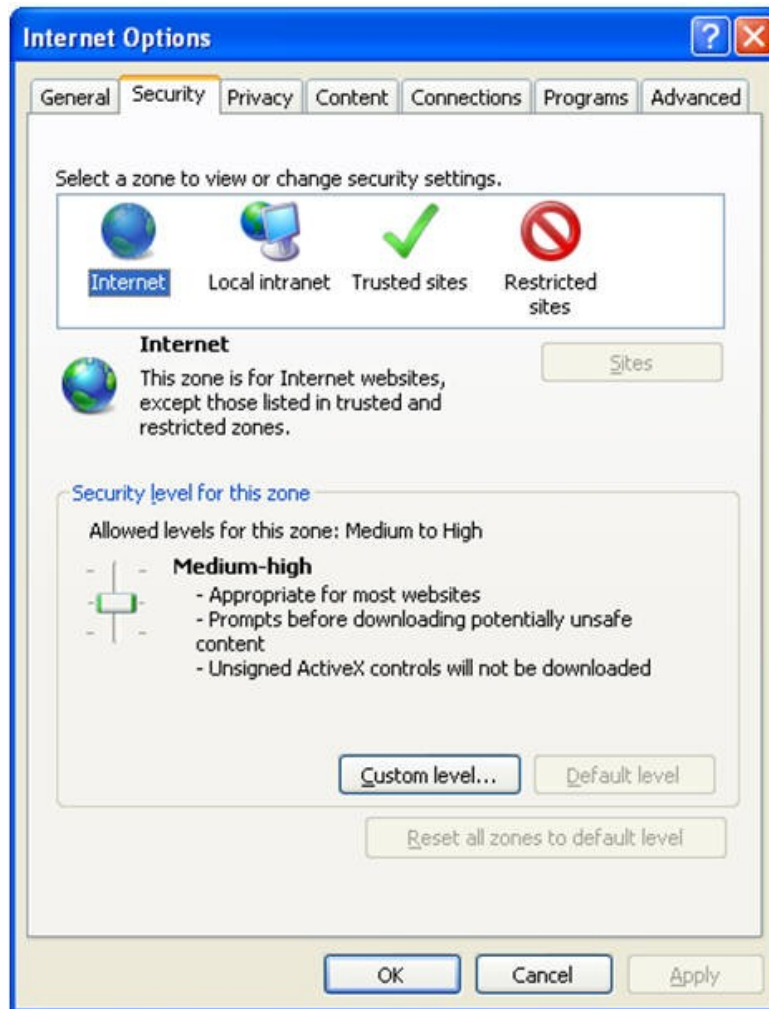 Internet Options
General Security Privacy Content Connections Programs Advanced
Select a zone to view or change security settings.
Internet Local intranet Trusted sites Restricted
sites
Internet
Sites
This zone is for Internet websites,
except those listed in trusted and
restricted zones.
Security level for this zone
Allowed levels for this zone: Medium to High
Medium-high
- Appropriate for most websites
- Prompts before downloading potentially unsafe
content
- Unsigned ActiveX controls will not be downloaded
Custom level... Default level
Reset all zones to default level
OK Cancel Apply